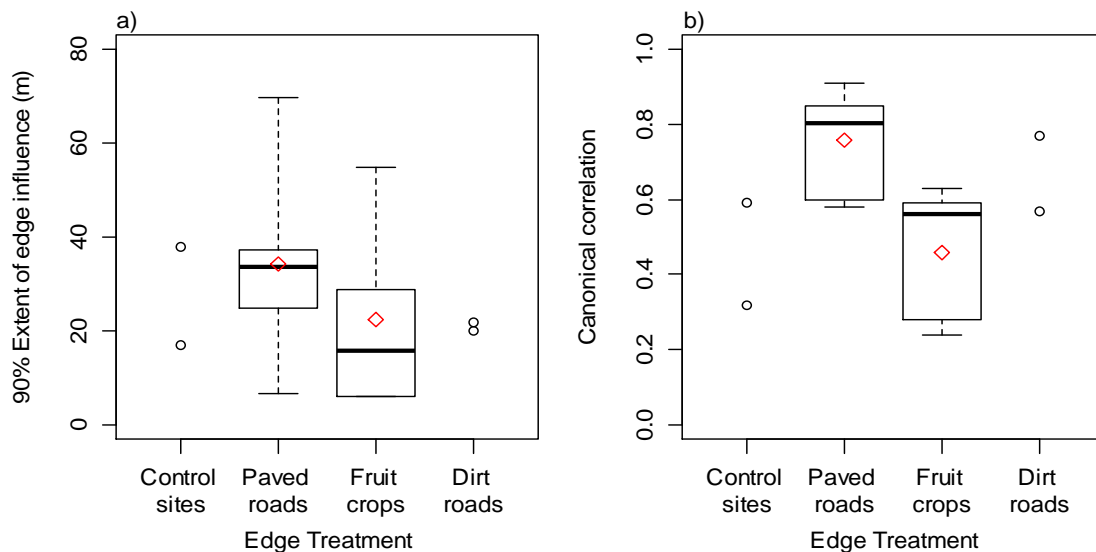 a)
90% Extent of edge influence (m)
80
60
40
20
0
Control sites
Paved roads
Fruit crops
Dirt roads
Edge Treatment
b)
Canonical correlation
1.0
0.8
0.6
0.4
0.2
0.0
Control sites
Paved roads
Fruit crops
Dirt roads
Edge Treatment